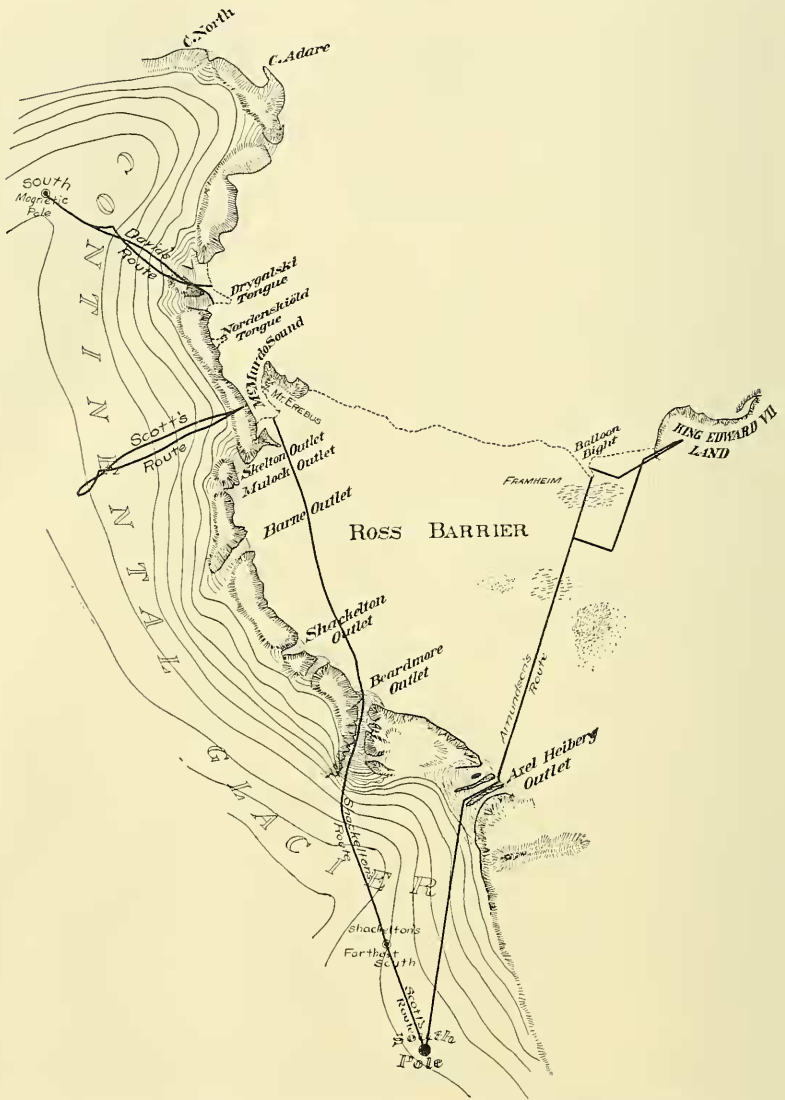 C. North
C. Adare
South
Magnetic
Pole
David's
Route
CONTINENTAL
GLACIER
Drygalski
Tongue
Nordenskiöld
Tongue
McMurdo Sound
Mt. EREBUS
Scott's
Route
Skelton Outlet
Mulock Outlet
Barne Outlet
ROSS BARRIER
Balloon
Bight
KING EDWARD VII
LAND
FRAMHEIM
Shackelton
Outlet
Beardmore
Outlet
Amundsen's
Route
Axel Heiberg
Outlet
Shackelton's
Route
Shackelton's
Farthest
South
Scott's
Route
Pole